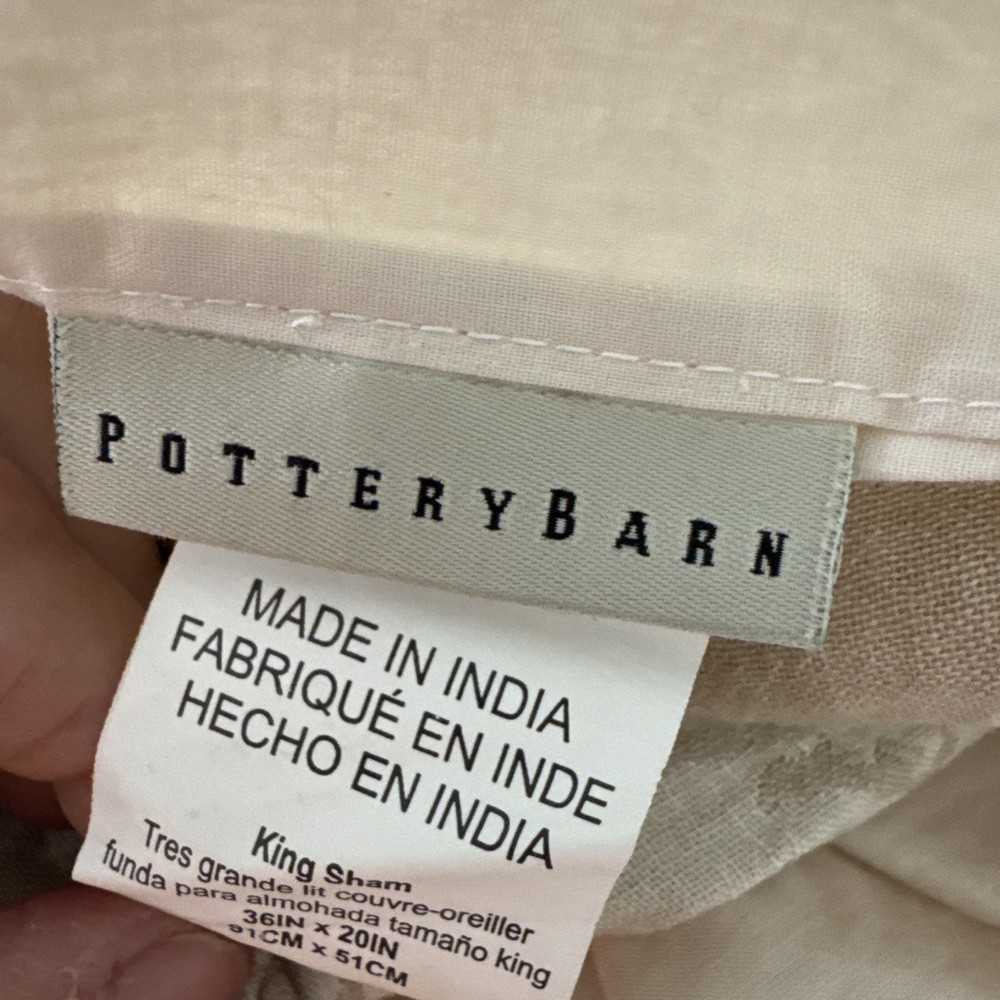 POTTERYBARN
MADE IN INDIA
FABRIQUÉ EN INDE
HECHO EN INDIA
King Sham
Tres grande lit couvre-oreiller
funda para almohada tamaño king
36IN x 20IN
91CM x 51CM